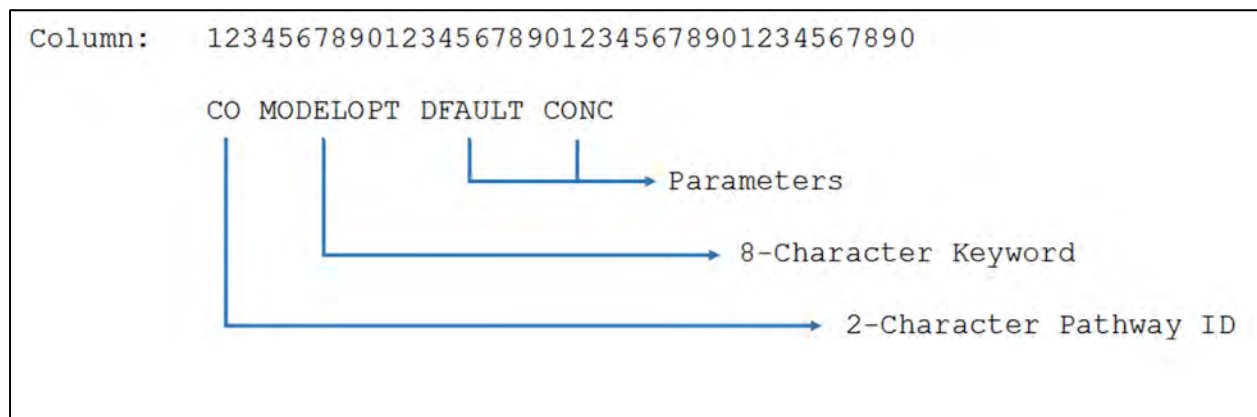 Column: 1234567890123456789012345678901234567890
CO MODELOPT DFAULT CONC
Parameters
8-Character Keyword
2-Character Pathway ID